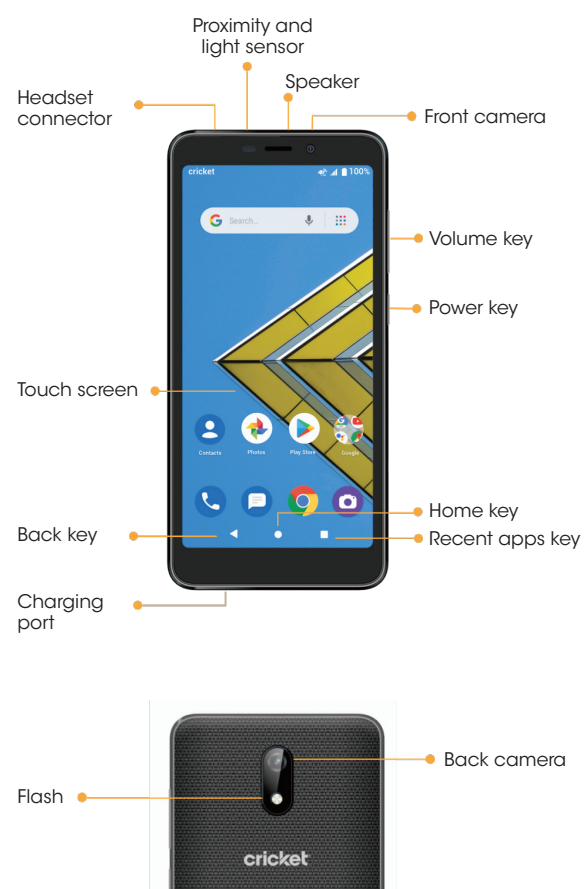 Proximity and
light sensor
Speaker
Headset
connector
Front camera
cricket
100%
Search...
Volume key
Power key
Touch screen
Contacts
Photos
Play Store
Google
Home key
Back key
Recent apps key
Charging
port
Back camera
Flash
cricket